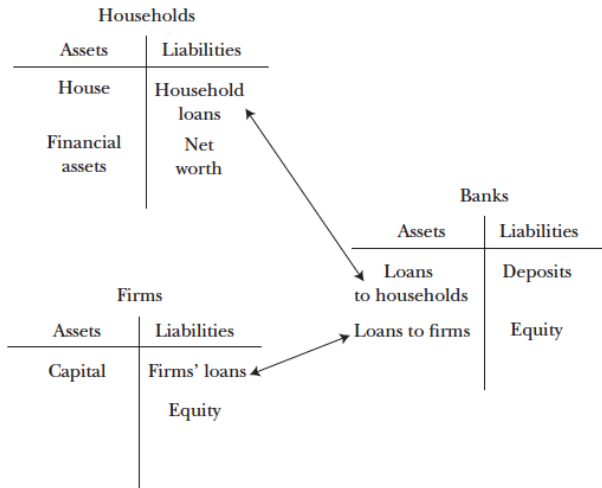 Households
Assets Liabilities
House Household
loans
Financial Net
assets worth
Banks
Assets Liabilities
Loans Deposits
to households
Loans to firms Equity
Firms
Assets Liabilities
Capital Firms’ loans
Equity